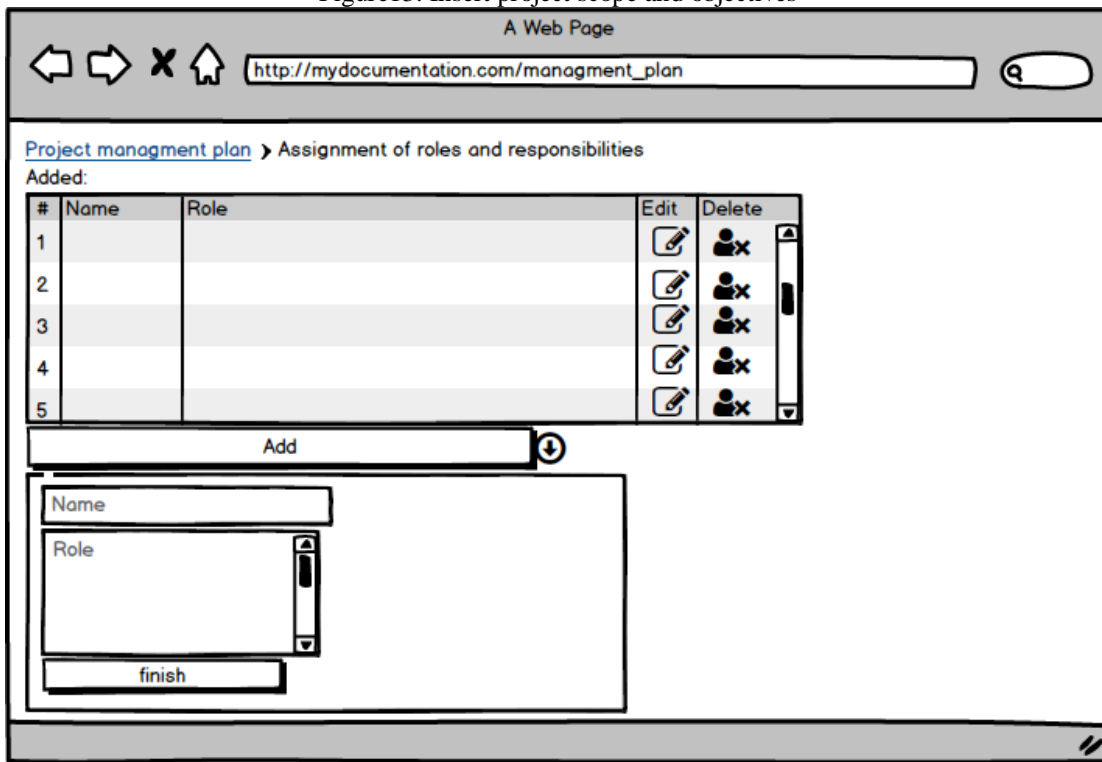 Figure13: Insert project scope and objectives
A Web Page
http://mydocumentation.com/managment_plan
Project managment plan > Assignment of roles and responsibilities
Added:
# Name Role Edit Delete
1
2
3
4
5
Add
Name
Role
finish